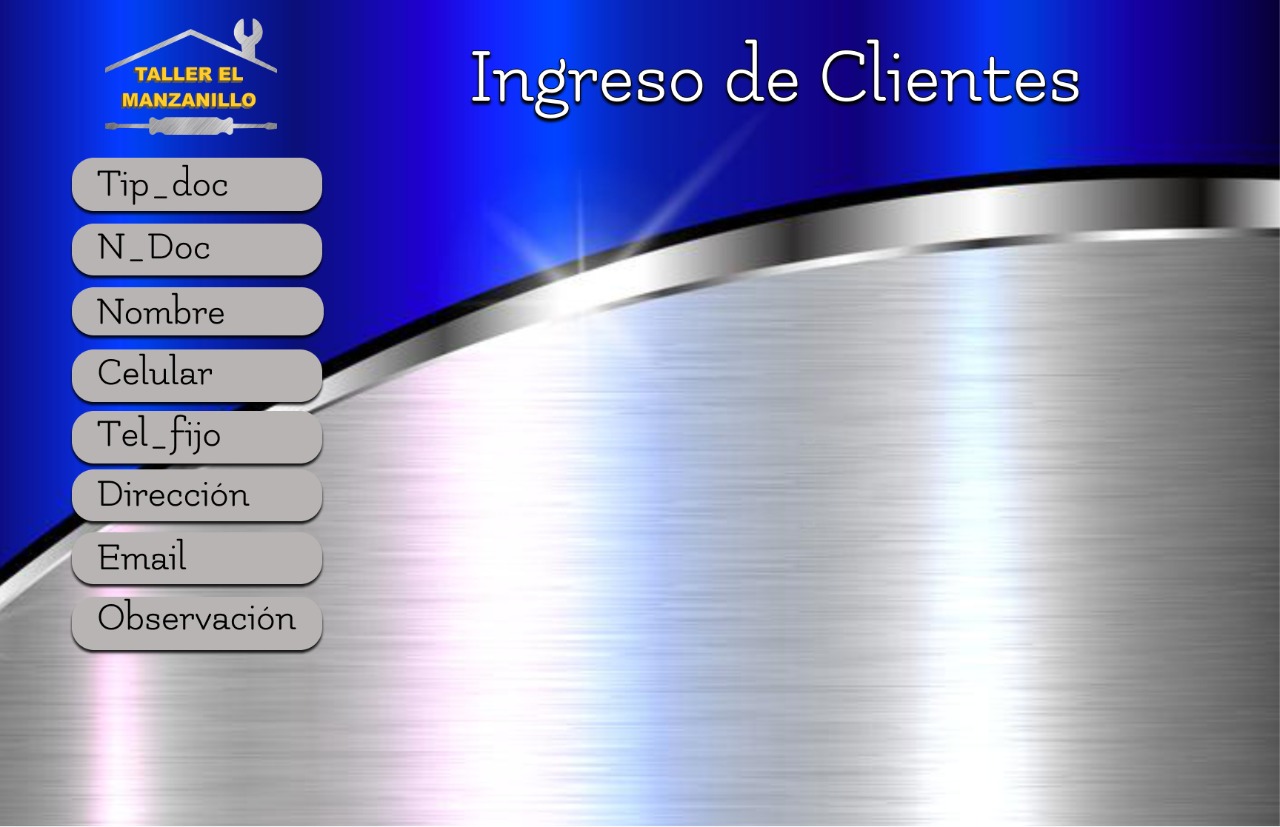 TALLER EL
MANZANILLO
Ingreso de Clientes
Tip_doc
N_Doc
Nombre
Celular
Tel_fijo
Dirección
Email
Observación